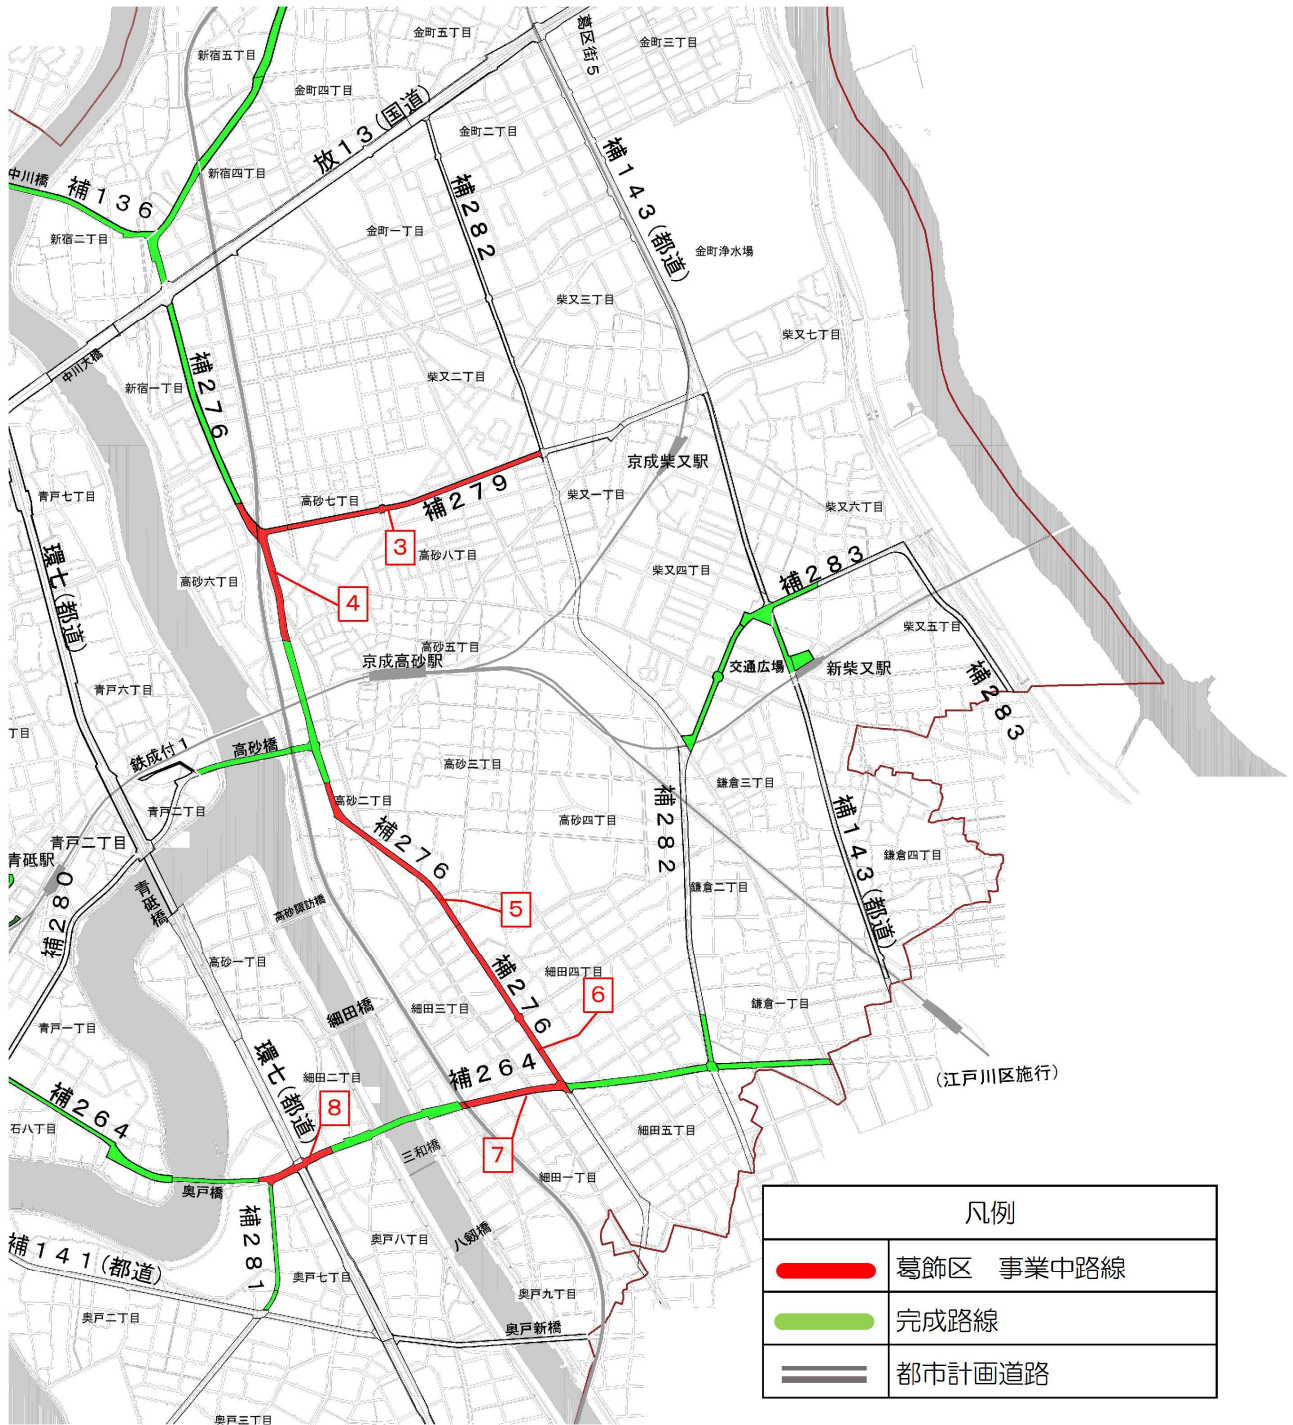 金町五丁目
葛区街5
金町三丁目
新宿五丁目
金町四丁目
放13(国道)
金町二丁目
補143(都道)
新宿四丁目
中川橋
補136
補282
新宿二丁目
金町一丁目
金町浄水場
柴又三丁目
柴又七丁目
中川大橋
新宿一丁目
補276
柴又二丁目
京成柴又駅
青戸七丁目
高砂七丁目
補279
柴又一丁目
柴又六丁目
3
高砂八丁目
環七(都道)
高砂六丁目
4
柴又四丁目
補283
柴又五丁目
高砂五丁目
京成高砂駅
交通広場
新柴又駅
補283
青戸六丁目
丁目
鉄成付1
高砂橋
高砂三丁目
鎌倉三丁目
高砂二丁目
青戸二丁目
高砂四丁目
補282
補143(都道)
補276
青戸二丁目
青砥駅
鎌倉四丁目
補280
青砥橋
鎌倉二丁目
高砂諏訪橋
5
高砂一丁目
細田四丁目
補276
6
細田橋
細田三丁目
鎌倉一丁目
青戸一丁目
環七(都道)
補264
細田二丁目
(江戸川区施行)
補264
8
石八丁目
細田五丁目
三和橋
7
細田一丁目
奥戸橋
補281
奥戸八丁目
八剱橋
補141(都道)
奥戸七丁目
奥戸九丁目
奥戸二丁目
奥戸新橋
奥戸三丁目
凡例
葛飾区　事業中路線
完成路線
都市計画道路